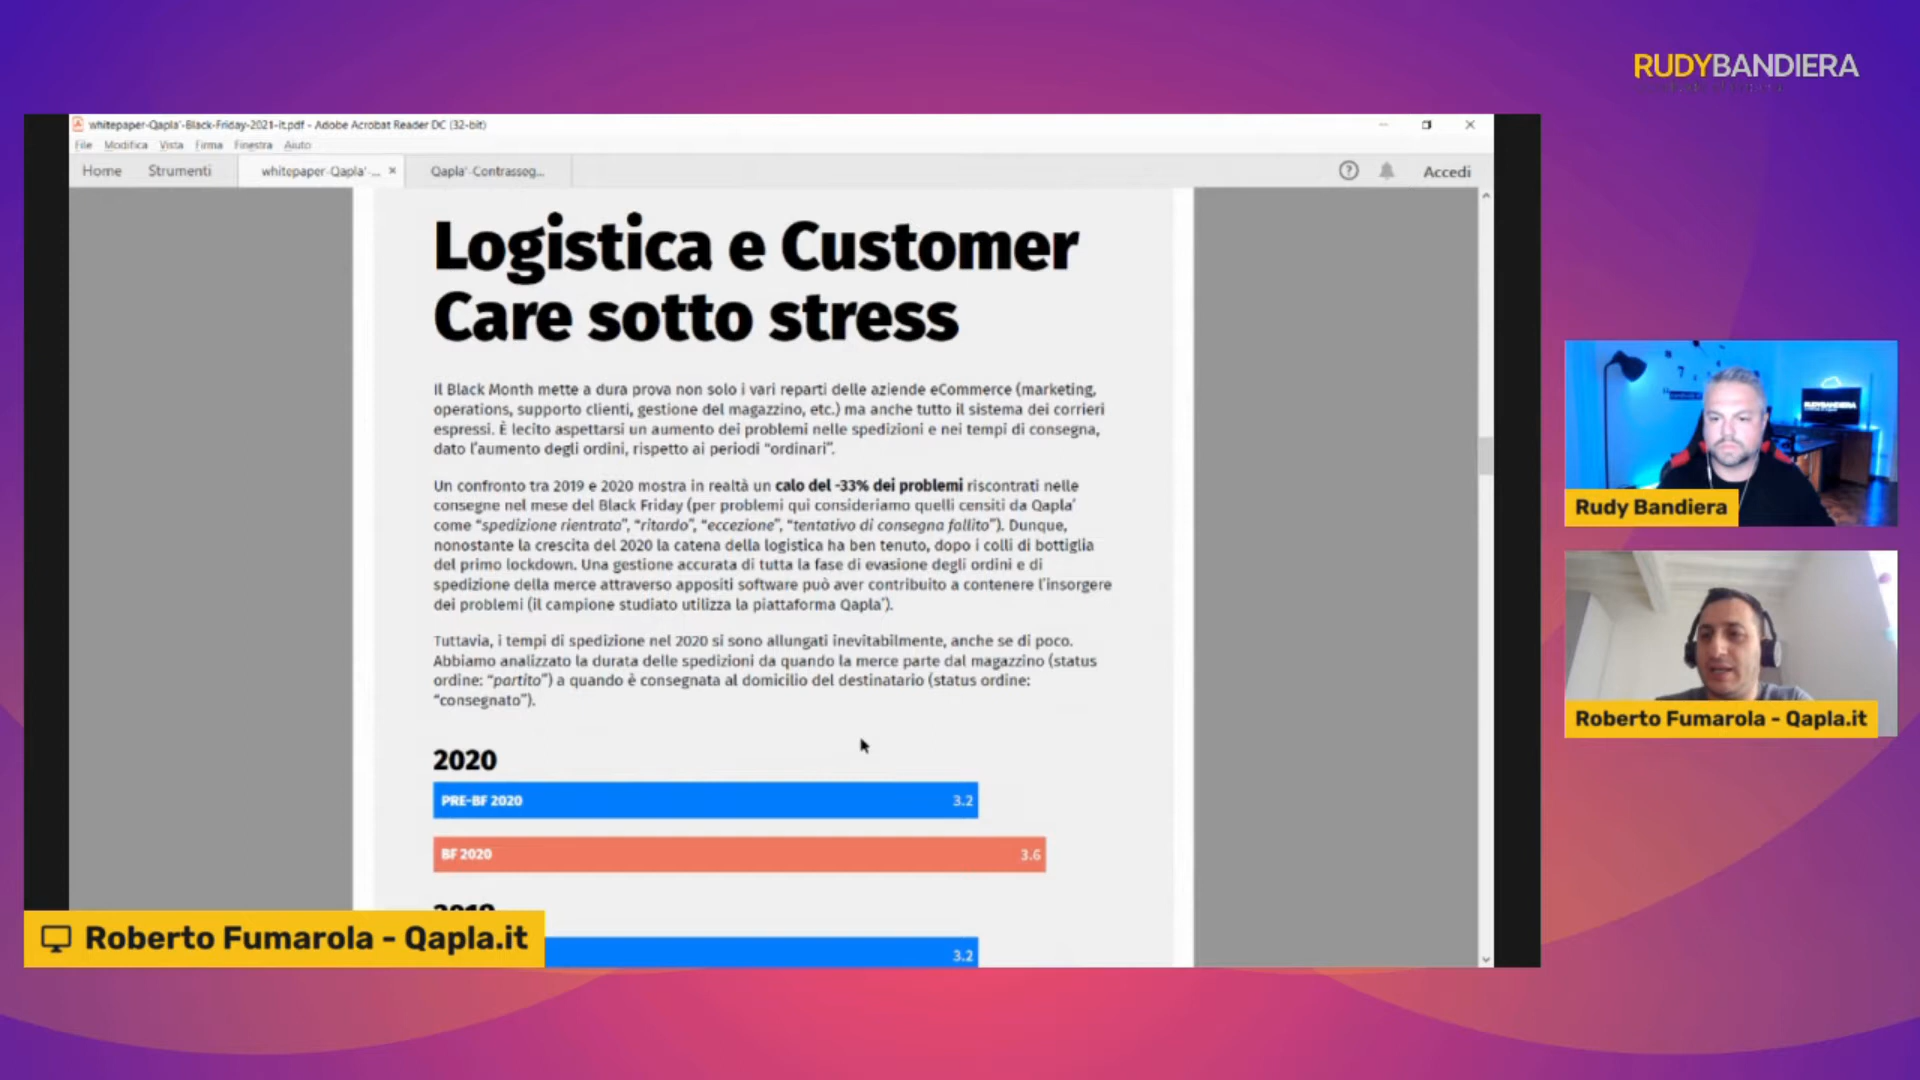 RUDYBANDIERA
whitepaper-Qapla'-Black-Friday-2021-it.pdf - Adobe Acrobat Reader DC (32-bit)
File Modifica Vista Firma Finestra Aiuto
Home Strumenti whitepaper-Qapla'-... × Qapla'-Contrasseg... Accedi
Logistica e Customer
Care sotto stress
Il Black Month mette a dura prova non solo i vari reparti delle aziende eCommerce (marketing,
operations, supporto clienti, gestione del magazzino, etc.) ma anche tutto il sistema dei corrieri
espressi. È lecito aspettarsi un aumento dei problemi nelle spedizioni e nei tempi di consegna,
dato l'aumento degli ordini, rispetto ai periodi “ordinari”.
Un confronto tra 2019 e 2020 mostra in realtà un calo del -33% dei problemi riscontrati nelle
consegne nel mese del Black Friday (per problemi qui consideriamo quelli censiti da Qapla'
come “spedizione rientrata”, “ritardo”, “eccezione”, “tentativo di consegna fallito”). Dunque,
nonostante la crescita del 2020 la catena della logistica ha ben tenuto, dopo i colli di bottiglia
del primo lockdown. Una gestione accurata di tutta la fase di evasione degli ordini e di
spedizione della merce attraverso appositi software può aver contribuito a contenere l'insorgere
dei problemi (il campione studiato utilizza la piattaforma Qapla').
Tuttavia, i tempi di spedizione nel 2020 si sono allungati inevitabilmente, anche se di poco.
Abbiamo analizzato la durata delle spedizioni da quando la merce parte dal magazzino (status
ordine: “partito”) a quando è consegnata al domicilio del destinatario (status ordine:
“consegnato”).
2020
PRE-BF 2020 3.2
BF 2020 3.6
2019
3.2
Roberto Fumarola - Qapla.it
RUDYBANDIERA
Rudy Bandiera
Roberto Fumarola - Qapla.it